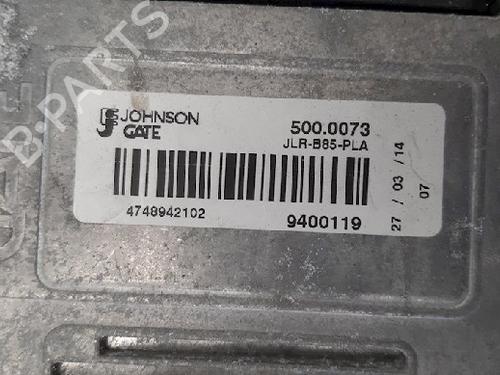 JOHNSON
GATE
500.0073
JLR-B85-PLA
4748942102
9400119
27 / 03 / 14
07
B-PARTS